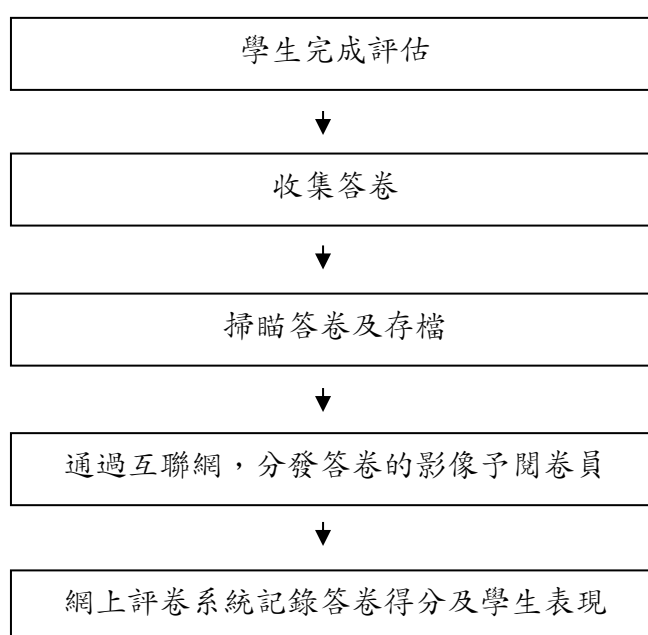 學生完成評估
收集答卷
掃瞄答卷及存檔
通過互聯網，分發答卷的影像予閱卷員
網上評卷系統記錄答卷得分及學生表現